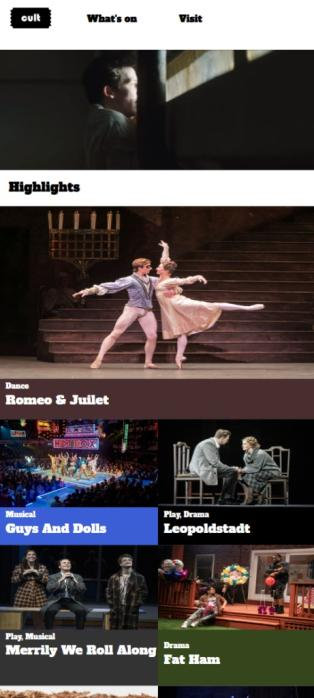 cult
What's on
Visit
Highlights
Dance
Romeo & Juilet
Musical
Guys And Dolls
Play, Drama
Leopoldstadt
Play, Musical
Merrily We Roll Along
Drama
Fat Ham